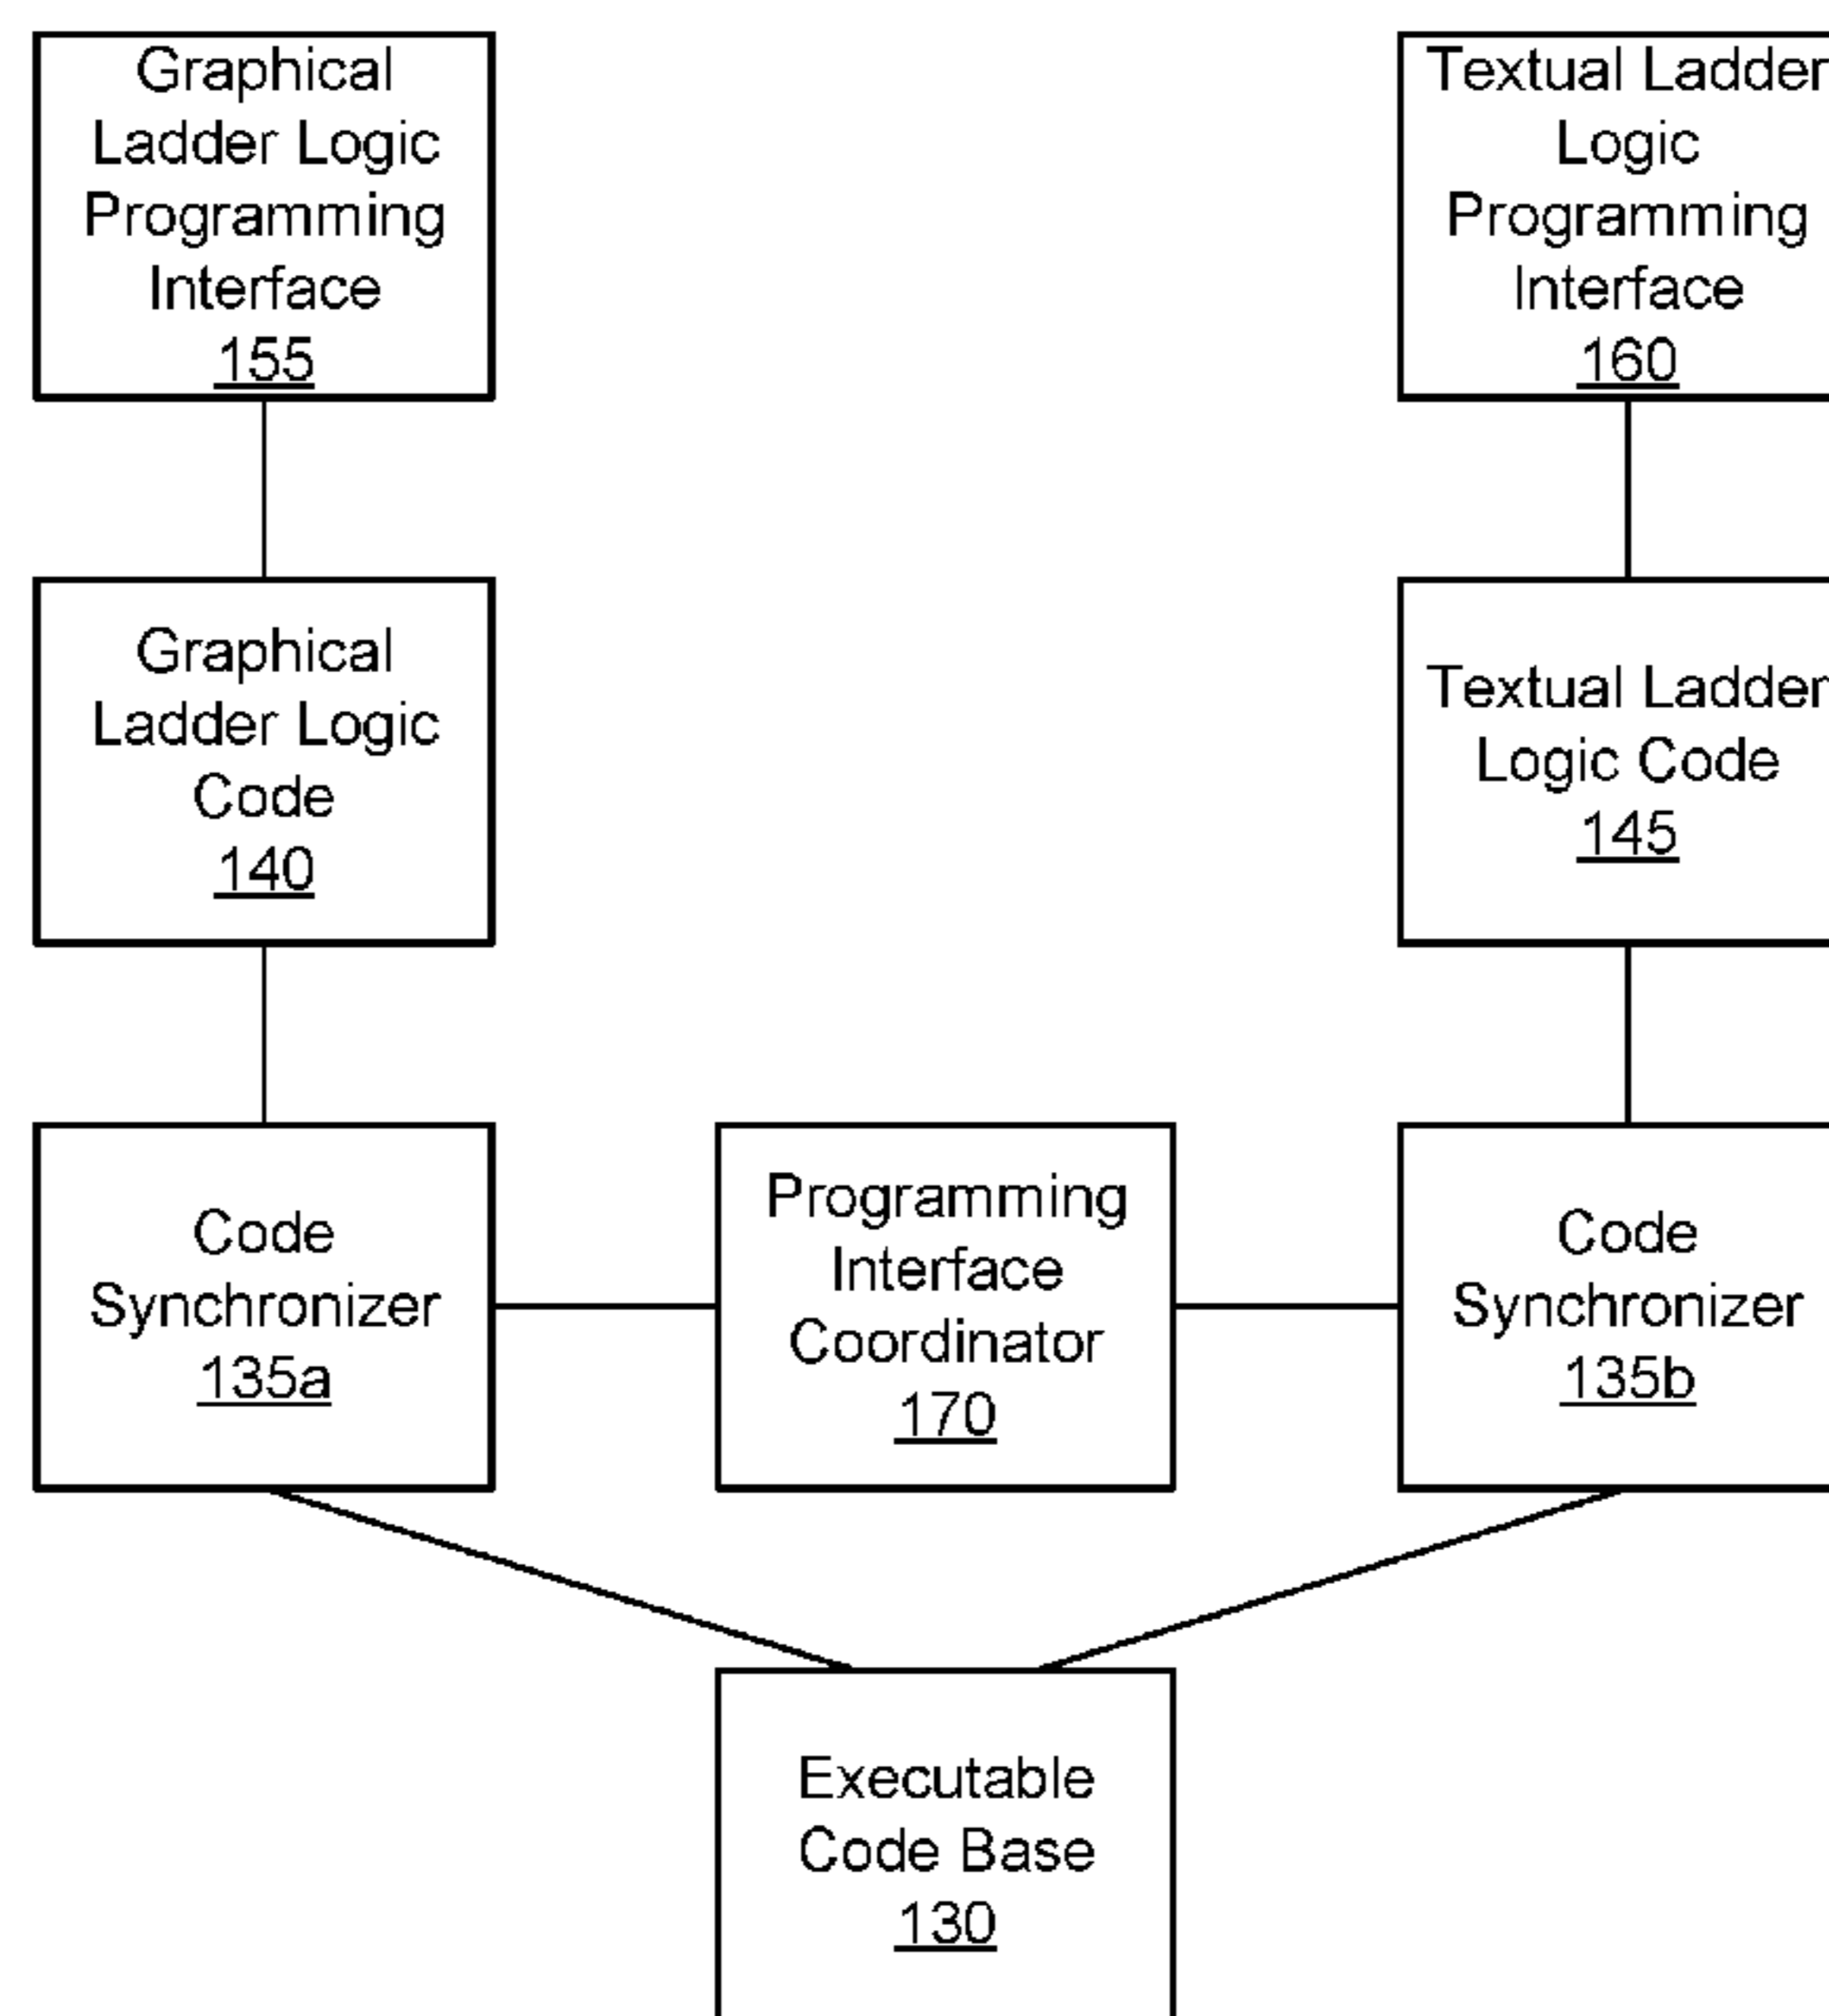 Graphical
Ladder Logic
Programming
Interface
155
Textual Ladder
Logic
Programming
Interface
160
Graphical
Ladder Logic
Code
140
Textual Ladder
Logic Code
145
Code
Synchronizer
135a
Programming
Interface
Coordinator
170
Code
Synchronizer
135b
Executable
Code Base
130